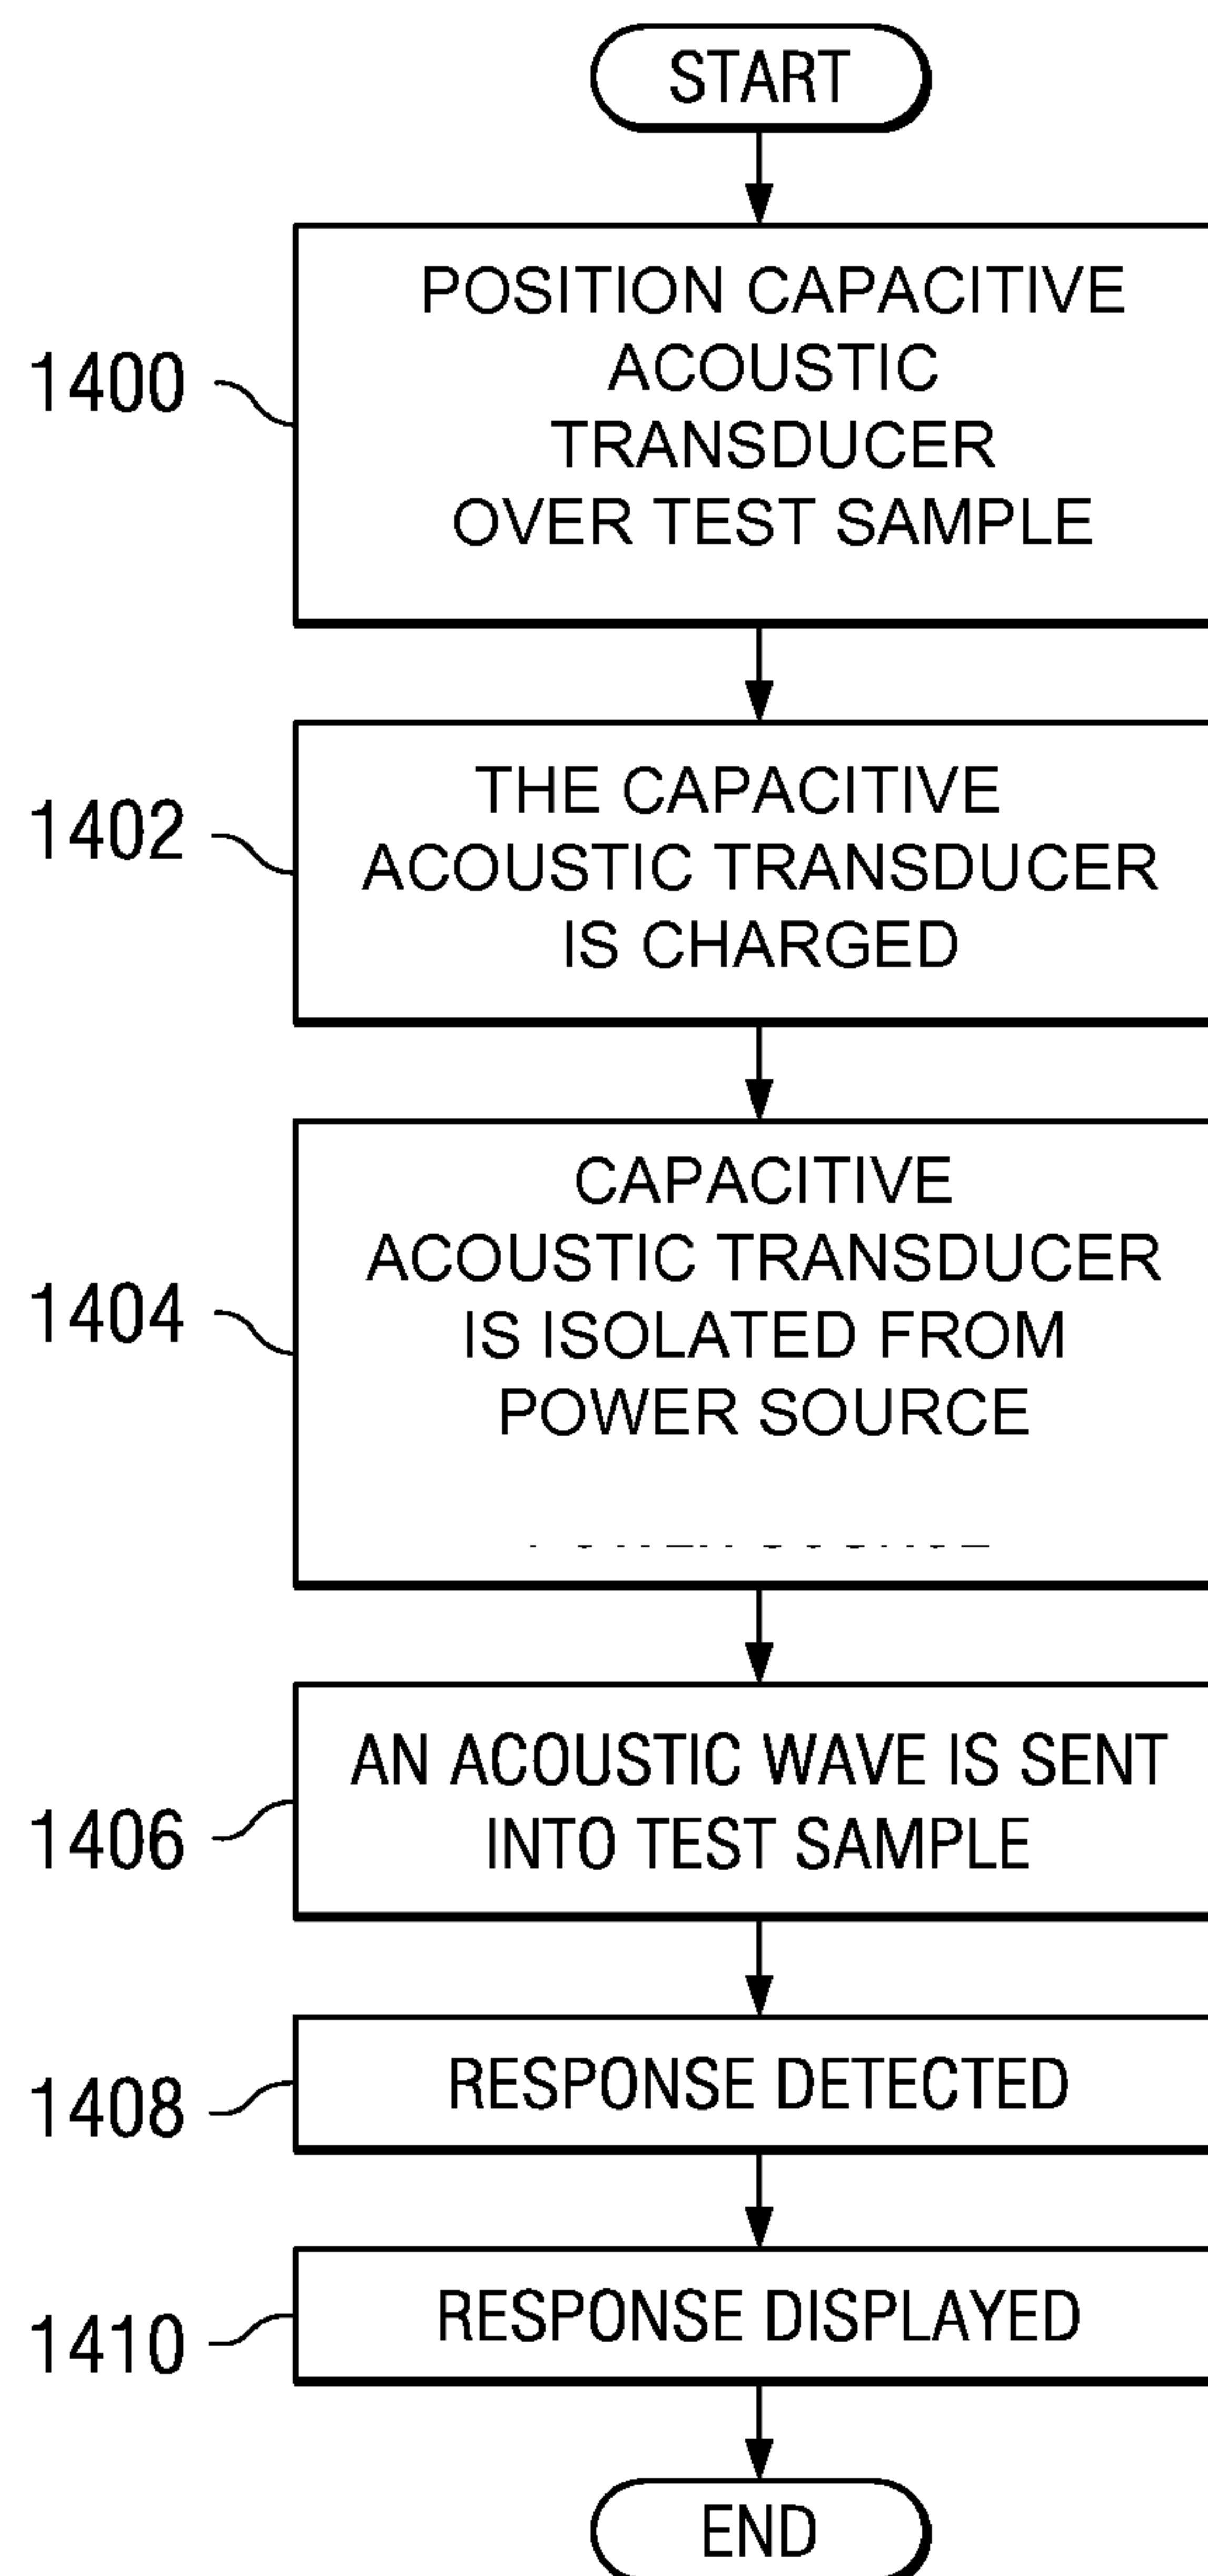 START
1400
POSITION CAPACITIVE
ACOUSTIC
TRANSDUCER
OVER TEST SAMPLE
1402
THE CAPACITIVE
ACOUSTIC TRANSDUCER
IS CHARGED
1404
CAPACITIVE
ACOUSTIC TRANSDUCER
IS ISOLATED FROM
POWER SOURCE
1406
AN ACOUSTIC WAVE IS SENT
INTO TEST SAMPLE
1408
RESPONSE DETECTED
1410
RESPONSE DISPLAYED
END